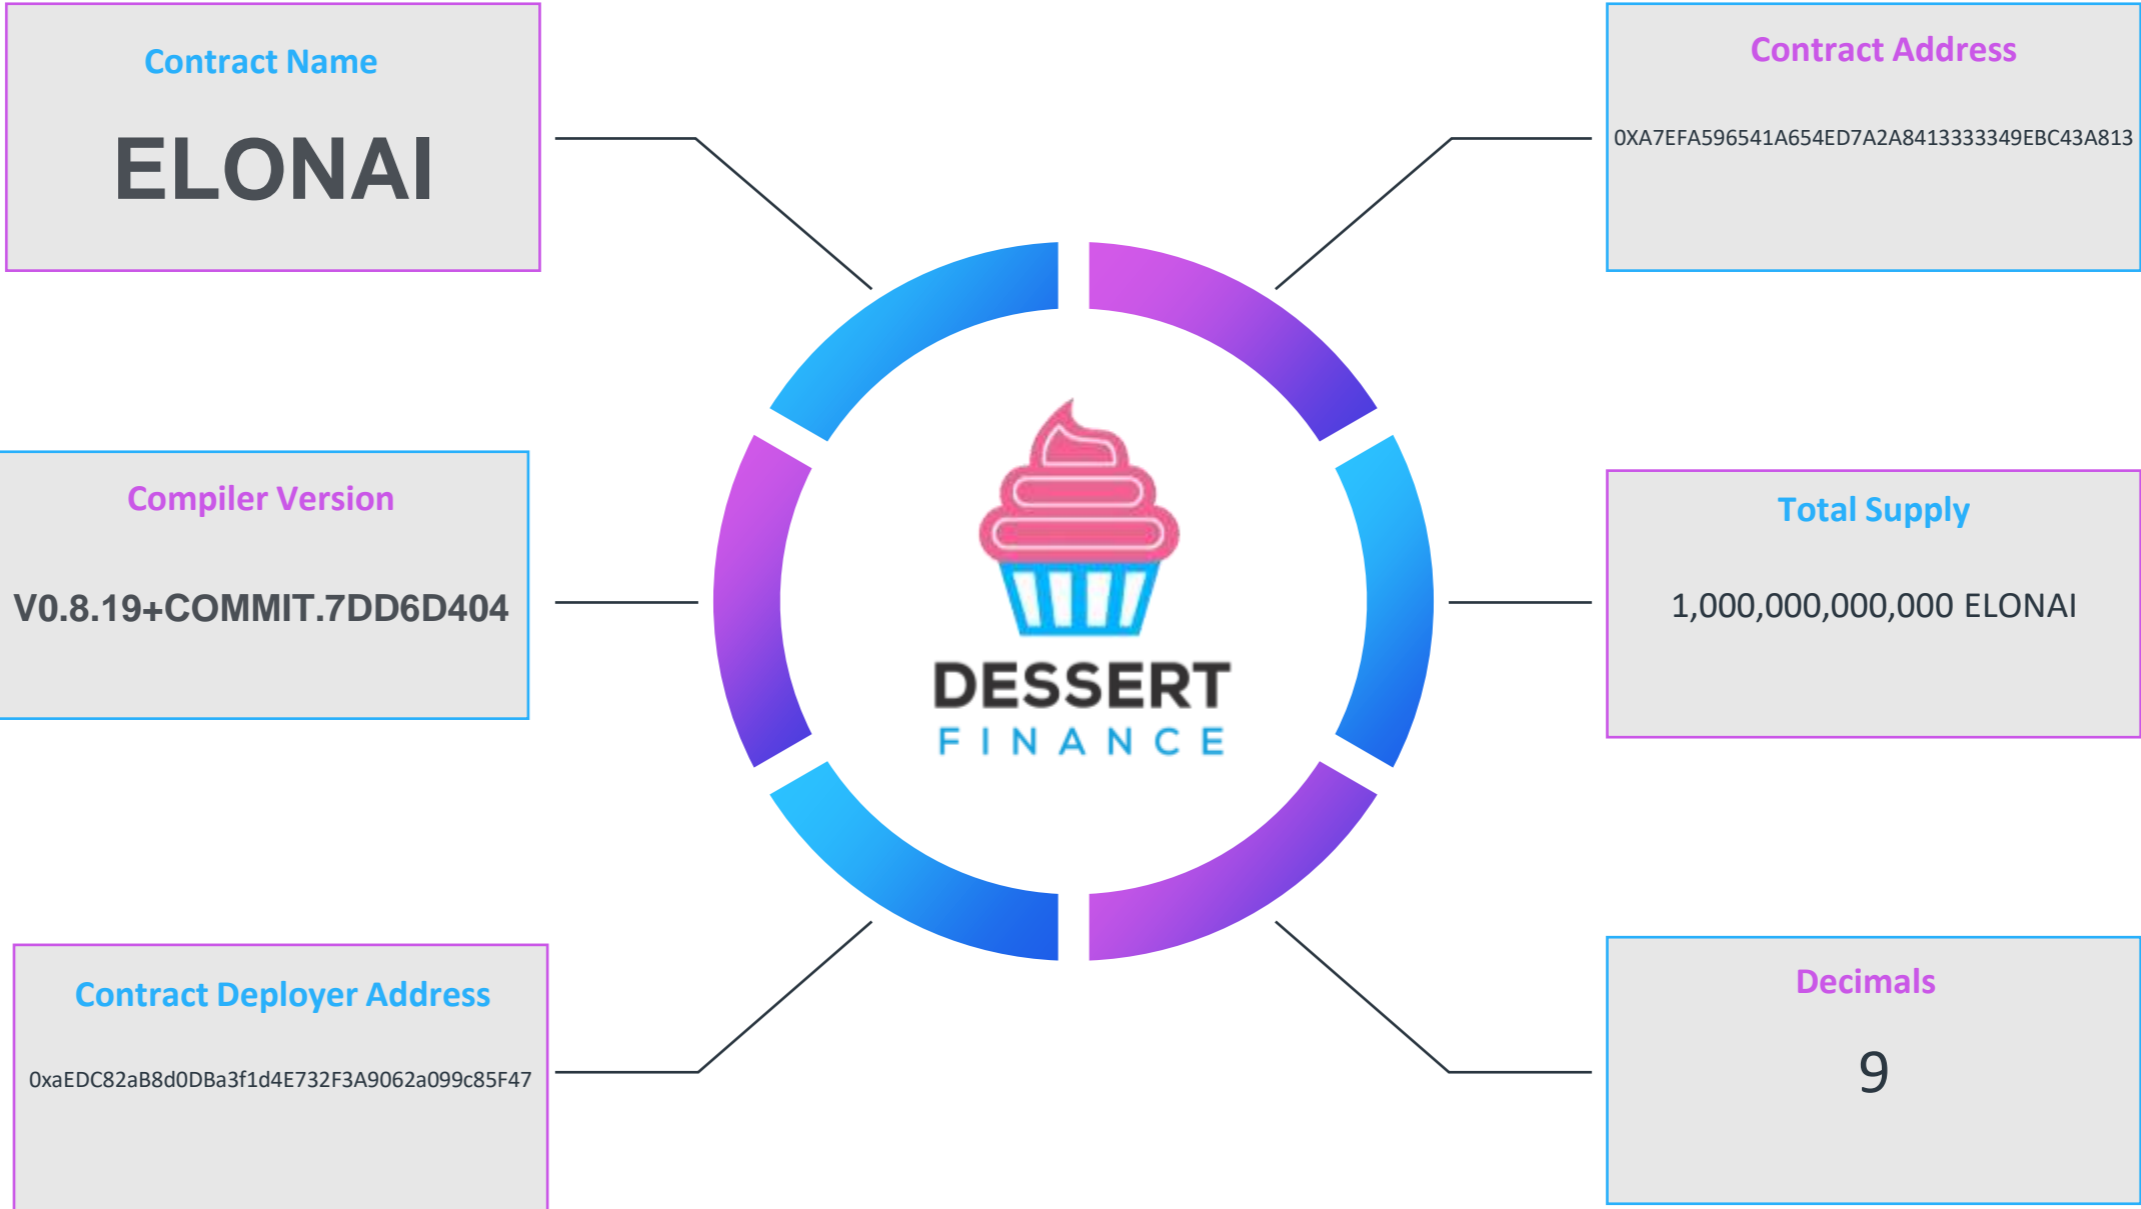 Contract Name
ELONAI
Contract Address
0XA7EFA596541A654ED7A2A8413333349EBC43A813
Compiler Version
V0.8.19+COMMIT.7DD6D404
DESSERT
FINANCE
Total Supply
1,000,000,000,000 ELONAI
Contract Deployer Address
0xaEDC82aB8d0DBa3f1d4E732F3A9062a099c85F47
Decimals
9